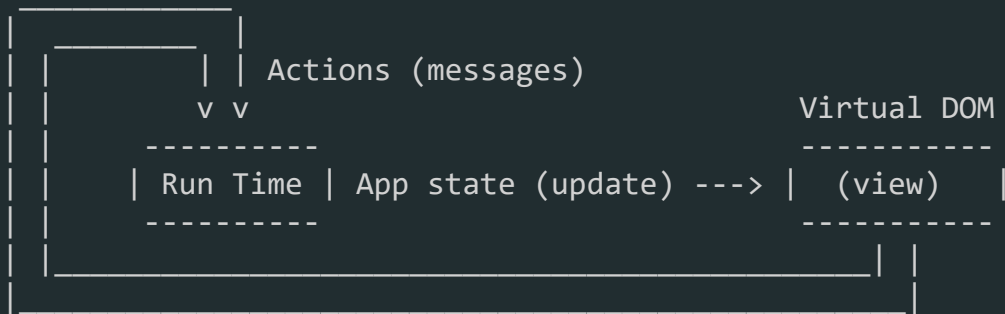 Actions (messages)
v v
Virtual DOM
| Run Time | App state (update) ---> | (view) |